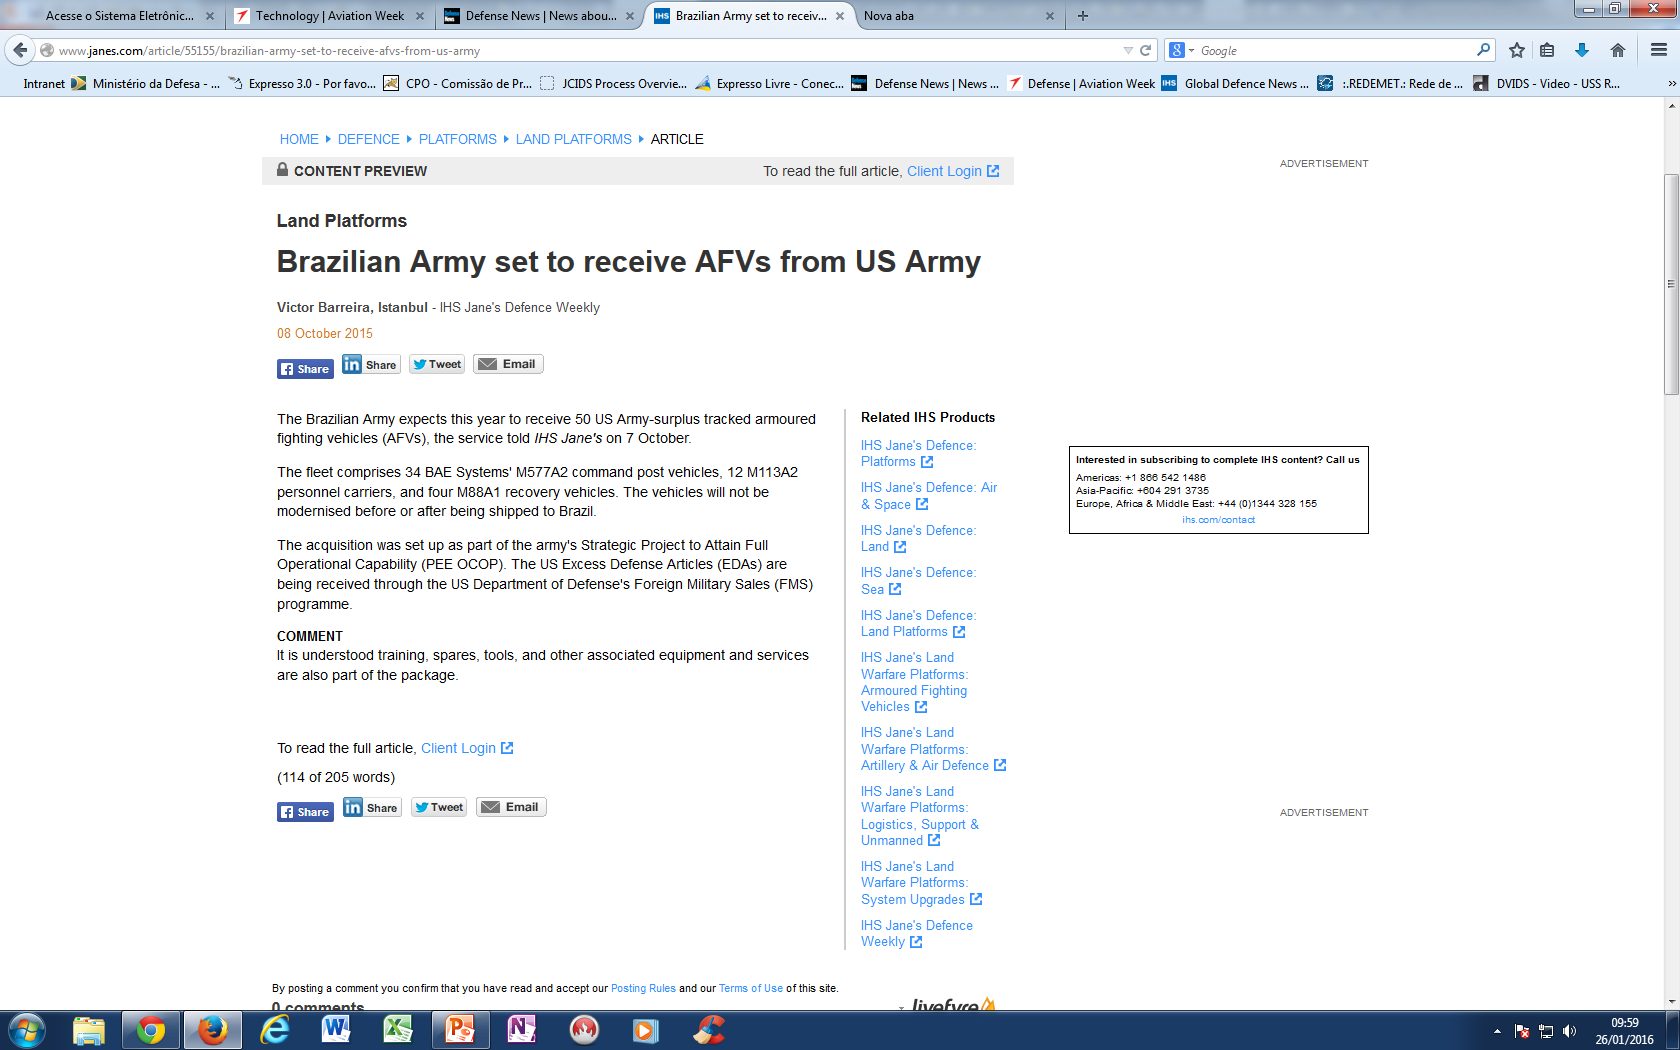 Acesse o Sistema Eletrônic...
Technology | Aviation Week
Defense News | News abou...
IHS Brazilian Army set to receiv...
Nova aba
www.janes.com/article/55155/brazilian-army-set-to-receive-afvs-from-us-army
8 Google
Intranet
Ministério da Defesa - ...
Expresso 3.0 - Por favo...
CPO - Comissão de Pr...
JCIDS Process Overvie...
Expresso Livre - Conec...
Defense News | News ...
Defense | Aviation Week
IHS Global Defence News ...
:.REDEMET.: Rede de ...
DVIDS - Video - USS R...
HOME DEFENCE PLATFORMS LAND PLATFORMS ARTICLE
CONTENT PREVIEW
To read the full article, Client Login
Land Platforms
Brazilian Army set to receive AFVs from US Army
Victor Barreira, Istanbul - IHS Jane's Defence Weekly
08 October 2015
Share Share Tweet Email
The Brazilian Army expects this year to receive 50 US Army-surplus tracked armoured
fighting vehicles (AFVs), the service told IHS Jane's on 7 October.
The fleet comprises 34 BAE Systems' M577A2 command post vehicles, 12 M113A2
personnel carriers, and four M88A1 recovery vehicles. The vehicles will not be
modernised before or after being shipped to Brazil.
The acquisition was set up as part of the army's Strategic Project to Attain Full
Operational Capability (PEE OCOP). The US Excess Defense Articles (EDAs) are
being received through the US Department of Defense's Foreign Military Sales (FMS)
programme.
COMMENT
It is understood training, spares, tools, and other associated equipment and services
are also part of the package.
To read the full article, Client Login
(114 of 205 words)
Share Share Tweet Email
Related IHS Products
IHS Jane's Defence:
Platforms
IHS Jane's Defence: Air
& Space
IHS Jane's Defence:
Land
IHS Jane's Defence:
Sea
IHS Jane's Defence:
Land Platforms
IHS Jane's Land
Warfare Platforms:
Armoured Fighting
Vehicles
IHS Jane's Land
Warfare Platforms:
Artillery & Air Defence
IHS Jane's Land
Warfare Platforms:
Logistics, Support &
Unmanned
IHS Jane's Land
Warfare Platforms:
System Upgrades
IHS Jane's Defence
Weekly
ADVERTISEMENT
Interested in subscribing to complete IHS content? Call us
Americas: +1 866 542 1486
Asia-Pacific: +604 291 3735
Europe, Africa & Middle East: +44 (0)1344 328 155
ihs.com/contact
ADVERTISEMENT
By posting a comment you confirm that you have read and accept our Posting Rules and our Terms of Use of this site.
0 comments
livefyre
09:59
26/01/2016